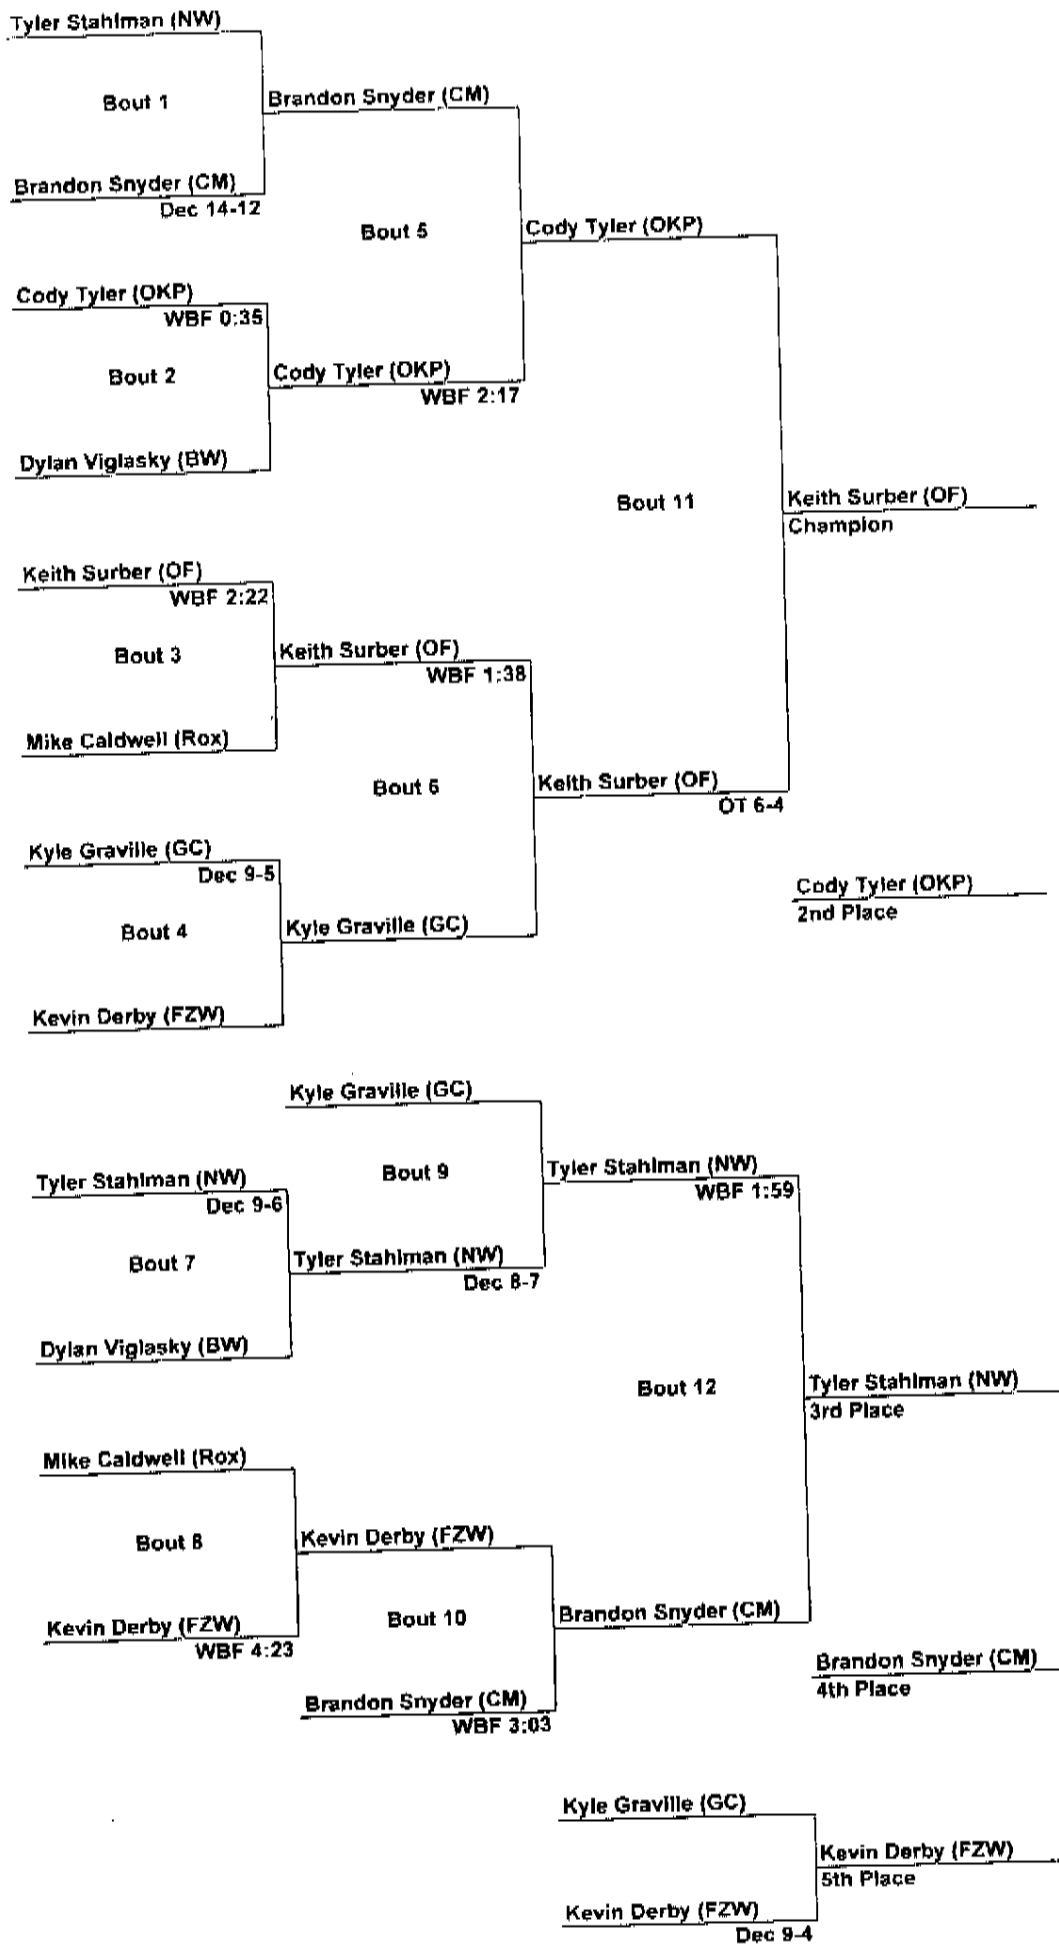 Tyler Stahlman (NW)
Bout 1
Brandon Snyder (CM)
Brandon Snyder (CM)
Dec 14-12
Bout 5
Cody Tyler (OKP)
Cody Tyler (OKP)
WBF 0:35
Bout 2
Cody Tyler (OKP)
WBF 2:17
Dylan Viglasky (BW)
Bout 11
Keith Surber (OF)
Champion
Keith Surber (OF)
WBF 2:22
Bout 3
Keith Surber (OF)
WBF 1:38
Mike Caldwell (Rox)
Bout 6
Keith Surber (OF)
OT 6-4
Kyle Graville (GC)
Dec 9-5
Cody Tyler (OKP)
2nd Place
Bout 4
Kyle Graville (GC)
Kevin Derby (FZW)
Kyle Graville (GC)
Bout 9
Tyler Stahlman (NW)
WBF 1:59
Tyler Stahlman (NW)
Dec 9-6
Bout 7
Tyler Stahlman (NW)
Dec 8-7
Dylan Viglasky (BW)
Bout 12
Tyler Stahlman (NW)
3rd Place
Mike Caldwell (Rox)
Bout 8
Kevin Derby (FZW)
Kevin Derby (FZW)
WBF 4:23
Bout 10
Brandon Snyder (CM)
Brandon Snyder (CM)
4th Place
Brandon Snyder (CM)
WBF 3:03
Kyle Graville (GC)
Kevin Derby (FZW)
5th Place
Kevin Derby (FZW)
Dec 9-4